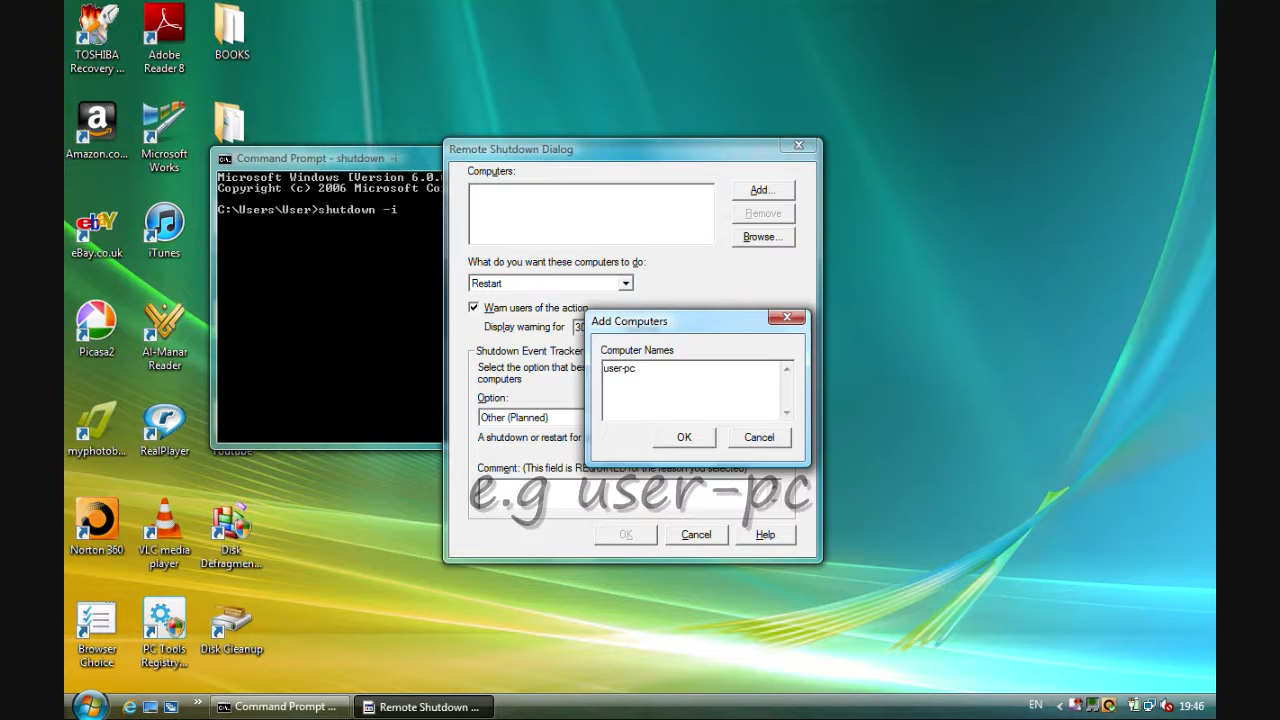 TOSHIBA
Recovery ...
Adobe
Reader 8
BOOKS
Amazon.co...
Microsoft
Works
eBay.co.uk
iTunes
Picasa2
Al-Manar
Reader
myphotob...
RealPlayer
Norton 360
VLC media
player
Disk
Defragmen...
Browser
Choice
PC Tools
Registry...
Disk Cleanup
Command Prompt - shutdown -i
Microsoft Windows [Version 6.0.
Copyright (c) 2006 Microsoft Co
C:\Users\User>shutdown -i
Remote Shutdown Dialog
Computers:
Add...
Remove
Browse...
What do you want these computers to do:
Restart
Warn users of the action
Display warning for 30
Shutdown Event Tracker
Select the option that bes
computers
Option:
Other (Planned)
A shutdown or restart for
Comment: (This field is REQUIRED for the reason you selected)
OK
Cancel
Help
Add Computers
Computer Names
user-pc
OK
Cancel
e.g user-pc
Command Prompt ...
Remote Shutdown ...
EN
19:46